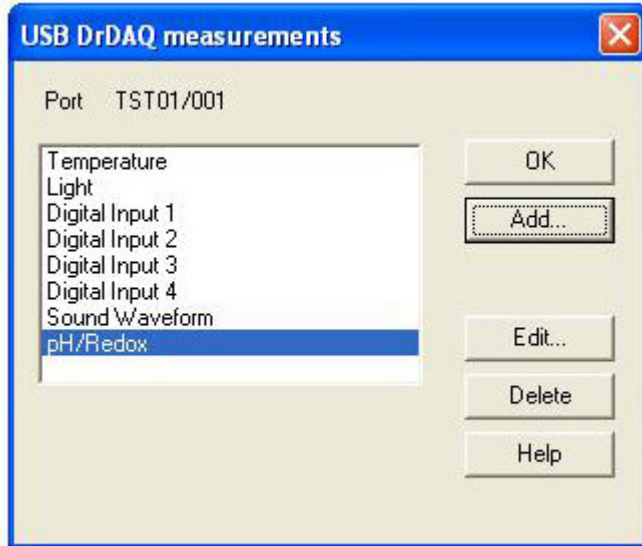 USB DrDAQ measurements
Port TST01/001
Temperature
Light
Digital Input 1
Digital Input 2
Digital Input 3
Digital Input 4
Sound Waveform
pH/Redox
OK
Add...
Edit...
Delete
Help